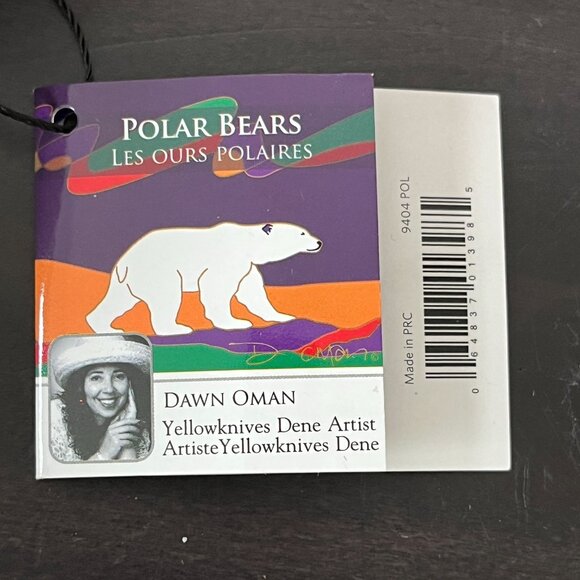 POLAR BEARS
LES OURS POLAIRES
DAWN OMAN
Yellowknives Dene Artist
ArtisteYellowknives Dene
Made in PRC
9404 POL
0 64837 01398 5